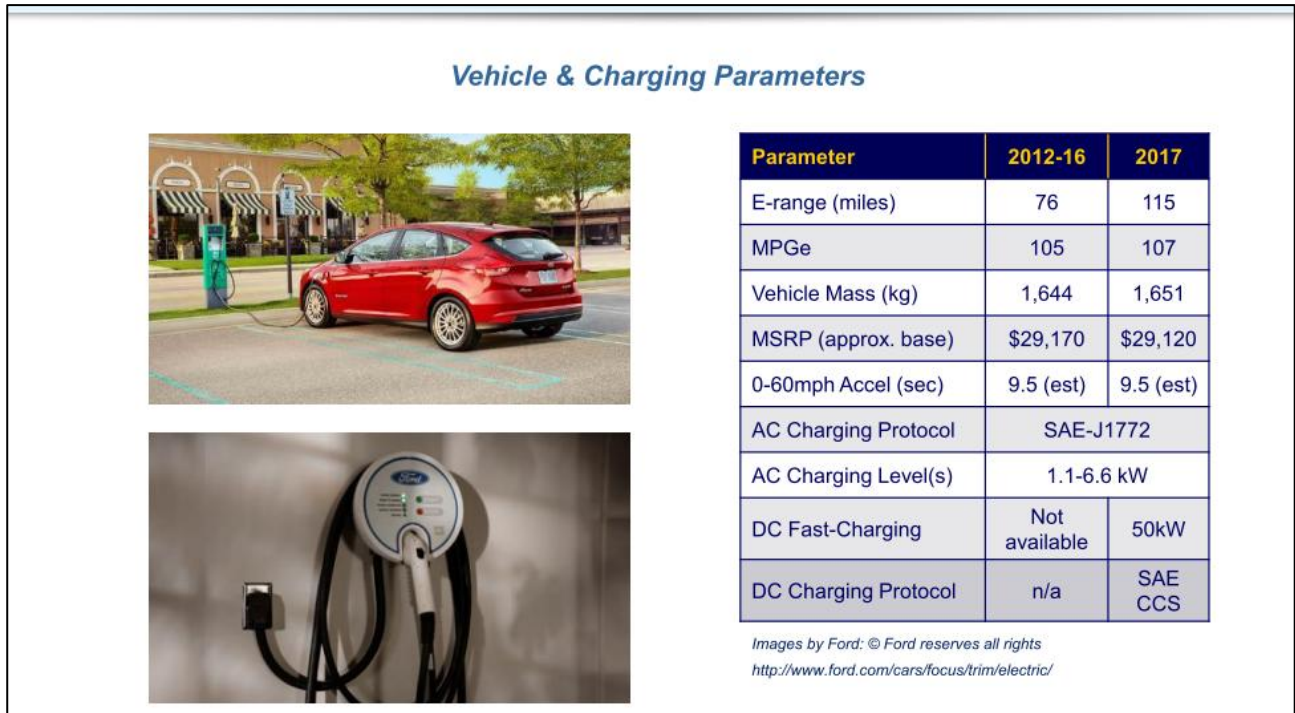 Vehicle & Charging Parameters
Parameter 2012-16 2017
E-range (miles) 76 115
MPGe 105 107
Vehicle Mass (kg) 1,644 1,651
MSRP (approx. base) $29,170 $29,120
0-60mph Accel (sec) 9.5 (est) 9.5 (est)
AC Charging Protocol SAE-J1772
AC Charging Level(s) 1.1-6.6 kW
DC Fast-Charging Not available 50kW
DC Charging Protocol n/a SAE CCS
Ford
Images by Ford: © Ford reserves all rights
http://www.ford.com/cars/focus/trim/electric/